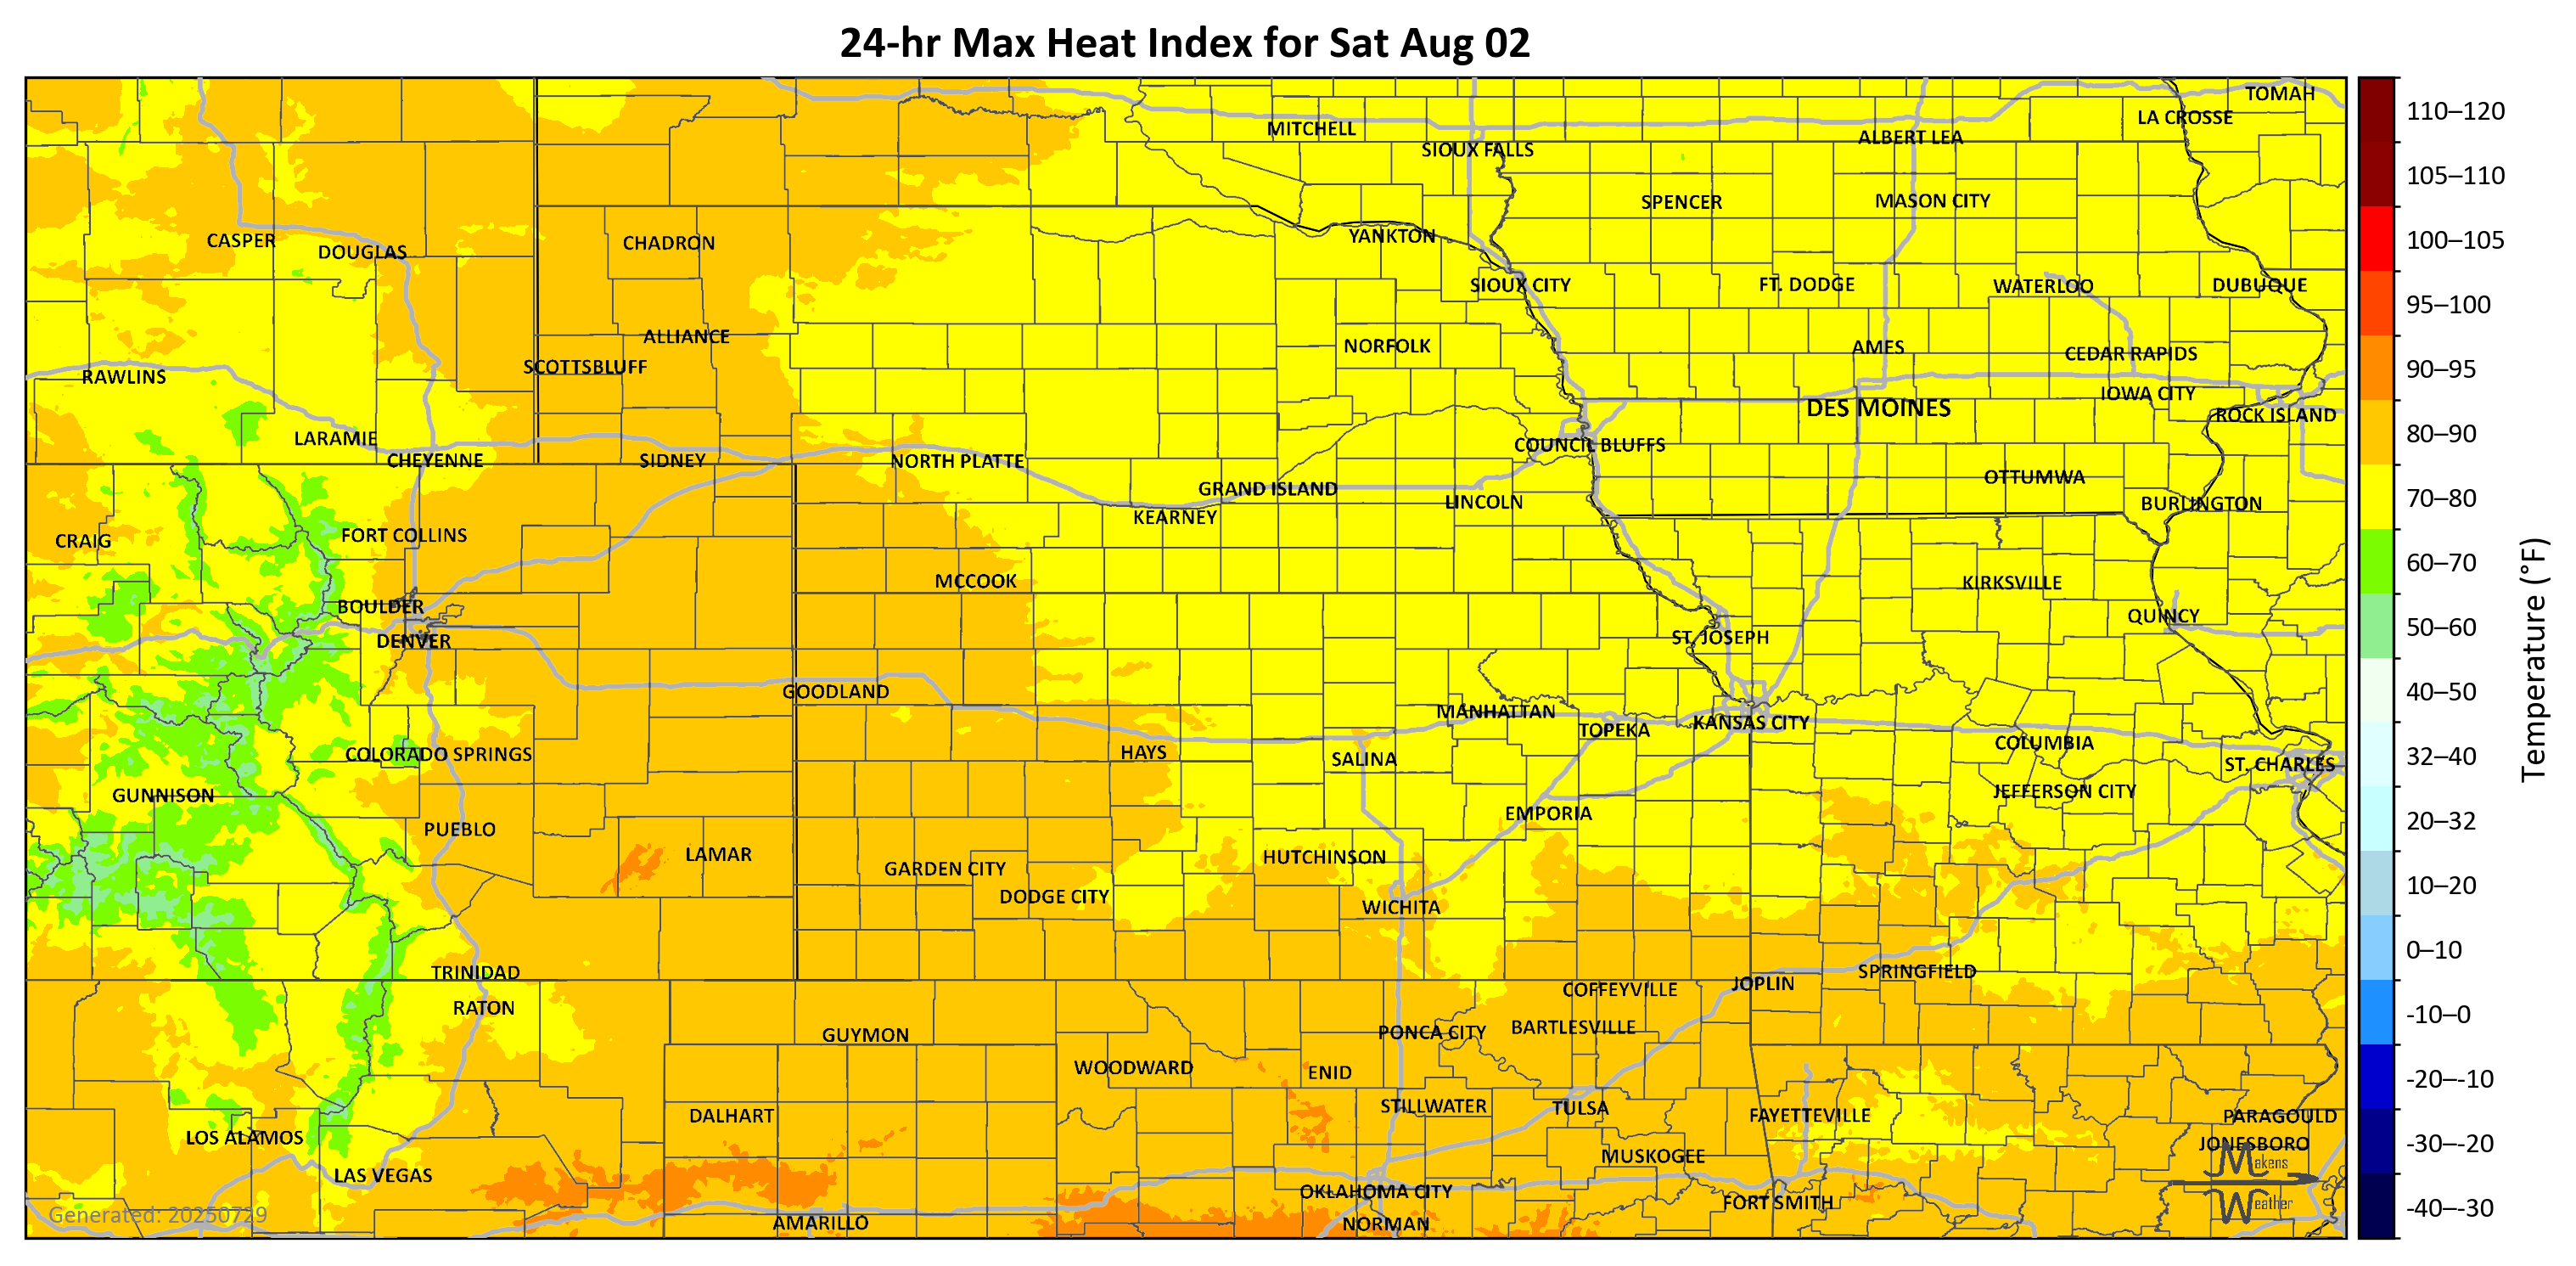 24-hr Max Heat Index for Sat Aug 02
TOMAH
LA CROSSE
MITCHELL
ALBERT LEA
SIOUX FALLS
SPENCER
MASON CITY
CASPER
DOUGLAS
CHADRON
YANKTON
SIOUX CITY
FT. DODGE
WATERLOO
DUBUQUE
ALLIANCE
NORFOLK
AMES
CEDAR RAPIDS
SCOTTSBLUFF
RAWLINS
IOWA CITY
DES MOINES
ROCK ISLAND
LARAMIE
COUNCIL BLUFFS
CHEYENNE
SIDNEY
NORTH PLATTE
OTTUMWA
GRAND ISLAND
LINCOLN
BURLINGTON
KEARNEY
FORT COLLINS
CRAIG
MCCOOK
KIRKSVILLE
BOULDER
QUINCY
DENVER
ST. JOSEPH
GOODLAND
MANHATTAN
TOPEKA
KANSAS CITY
COLUMBIA
COLORADO SPRINGS
HAYS
SALINA
ST. CHARLES
JEFFERSON CITY
GUNNISON
EMPORIA
PUEBLO
LAMAR
HUTCHINSON
GARDEN CITY
DODGE CITY
WICHITA
TRINIDAD
SPRINGFIELD
JOPLIN
COFFEYVILLE
RATON
GUYMON
PONCA CITY
BARTLESVILLE
WOODWARD
ENID
STILLWATER
TULSA
DALHART
FAYETTEVILLE
PARAGOULD
LOS ALAMOS
JONESBORO
MUSKOGEE
LAS VEGAS
OKLAHOMA CITY
FORT SMITH
AMARILLO
NORMAN
Generated: 20250729
Makens
Weather
110–120
105–110
100–105
95–100
90–95
80–90
70–80
60–70
50–60
40–50
32–40
20–32
10–20
0–10
-10–0
-20–-10
-30–-20
-40–-30
Temperature (°F)